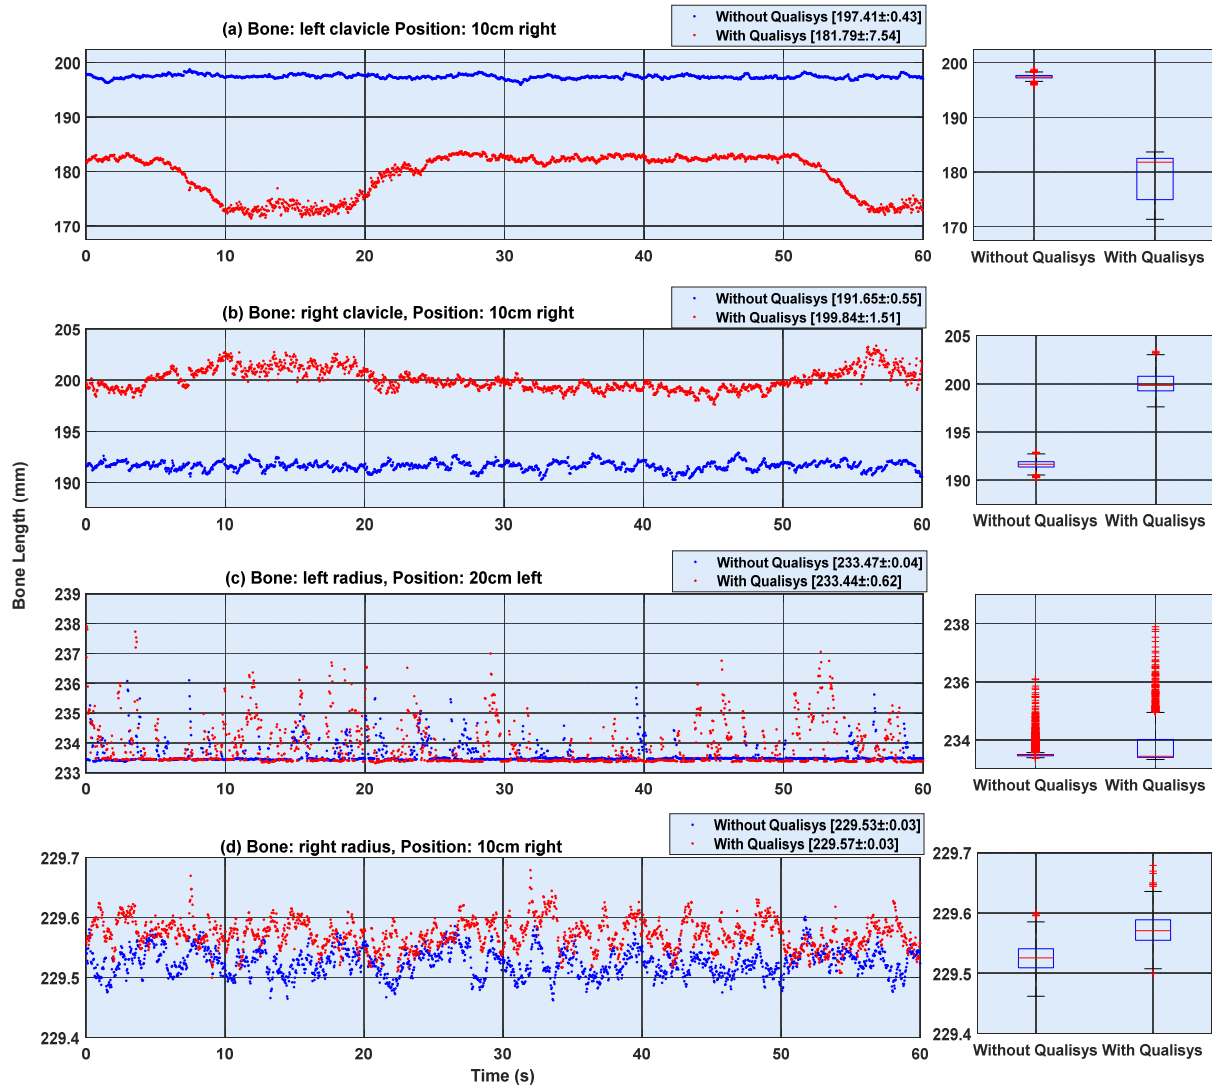 (a) Bone: left clavicle Position: 10cm right
Without Qualisys [197.41±:0.43]
With Qualisys [181.79±:7.54]
200
190
180
170
0 10 20 30 40 50 60
200
190
180
170
Without Qualisys With Qualisys
(b) Bone: right clavicle, Position: 10cm right
Without Qualisys [191.65±:0.55]
With Qualisys [199.84±:1.51]
205
200
195
190
0 10 20 30 40 50 60
205
200
195
190
Without Qualisys With Qualisys
Bone Length (mm)
(c) Bone: left radius, Position: 20cm left
Without Qualisys [233.47±:0.04]
With Qualisys [233.44±:0.62]
239
238
237
236
235
234
233
0 10 20 30 40 50 60
238
236
234
Without Qualisys With Qualisys
(d) Bone: right radius, Position: 10cm right
Without Qualisys [229.53±:0.03]
With Qualisys [229.57±:0.03]
229.7
229.6
229.5
229.4
0 10 20 30 40 50 60
Time (s)
229.7
229.6
229.5
229.4
Without Qualisys With Qualisys